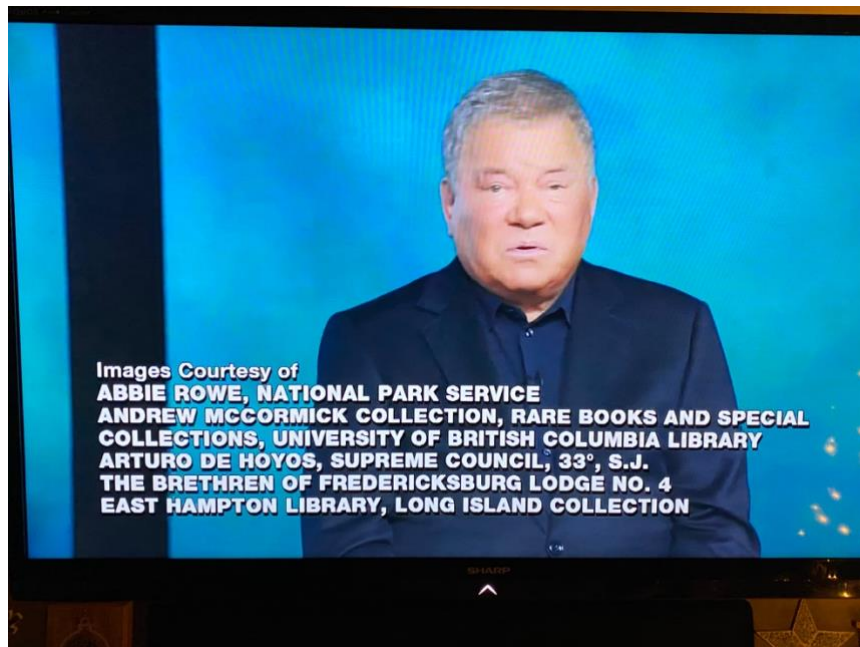 Images Courtesy of
ABBIE ROWE, NATIONAL PARK SERVICE
ANDREW MCCORMICK COLLECTION, RARE BOOKS AND SPECIAL
COLLECTIONS, UNIVERSITY OF BRITISH COLUMBIA LIBRARY
ARTURO DE HOYOS, SUPREME COUNCIL, 33°, S.J.
THE BRETHREN OF FREDERICKSBURG LODGE NO. 4
EAST HAMPTON LIBRARY, LONG ISLAND COLLECTION
SHARP